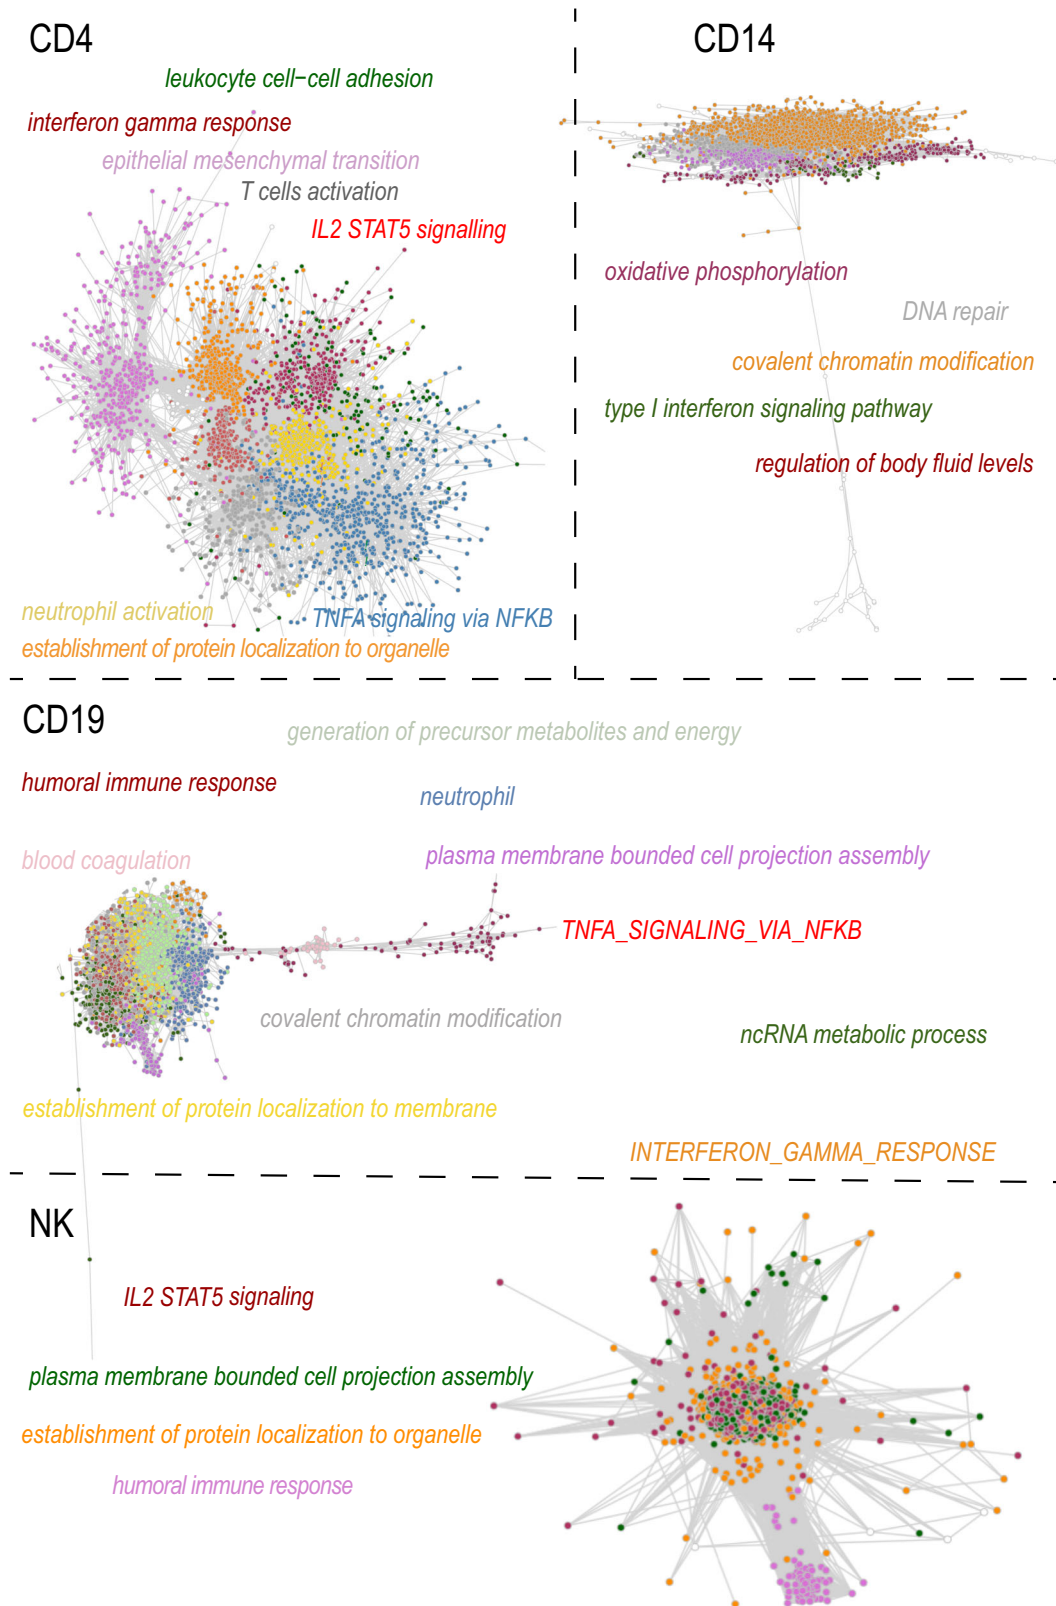 CD4
leukocyte cell–cell adhesion
interferon gamma response
epithelial mesenchymal transition
T cells activation
IL2 STAT5 signalling
neutrophil activation
TNFA signaling via NFKB
establishment of protein localization to organelle
CD14
oxidative phosphorylation
DNA repair
covalent chromatin modification
type I interferon signaling pathway
regulation of body fluid levels
CD19
generation of precursor metabolites and energy
humoral immune response
neutrophil
blood coagulation
plasma membrane bounded cell projection assembly
TNFA_SIGNALING_VIA_NFKB
covalent chromatin modification
ncRNA metabolic process
establishment of protein localization to membrane
INTERFERON_GAMMA_RESPONSE
NK
IL2 STAT5 signaling
plasma membrane bounded cell projection assembly
establishment of protein localization to organelle
humoral immune response